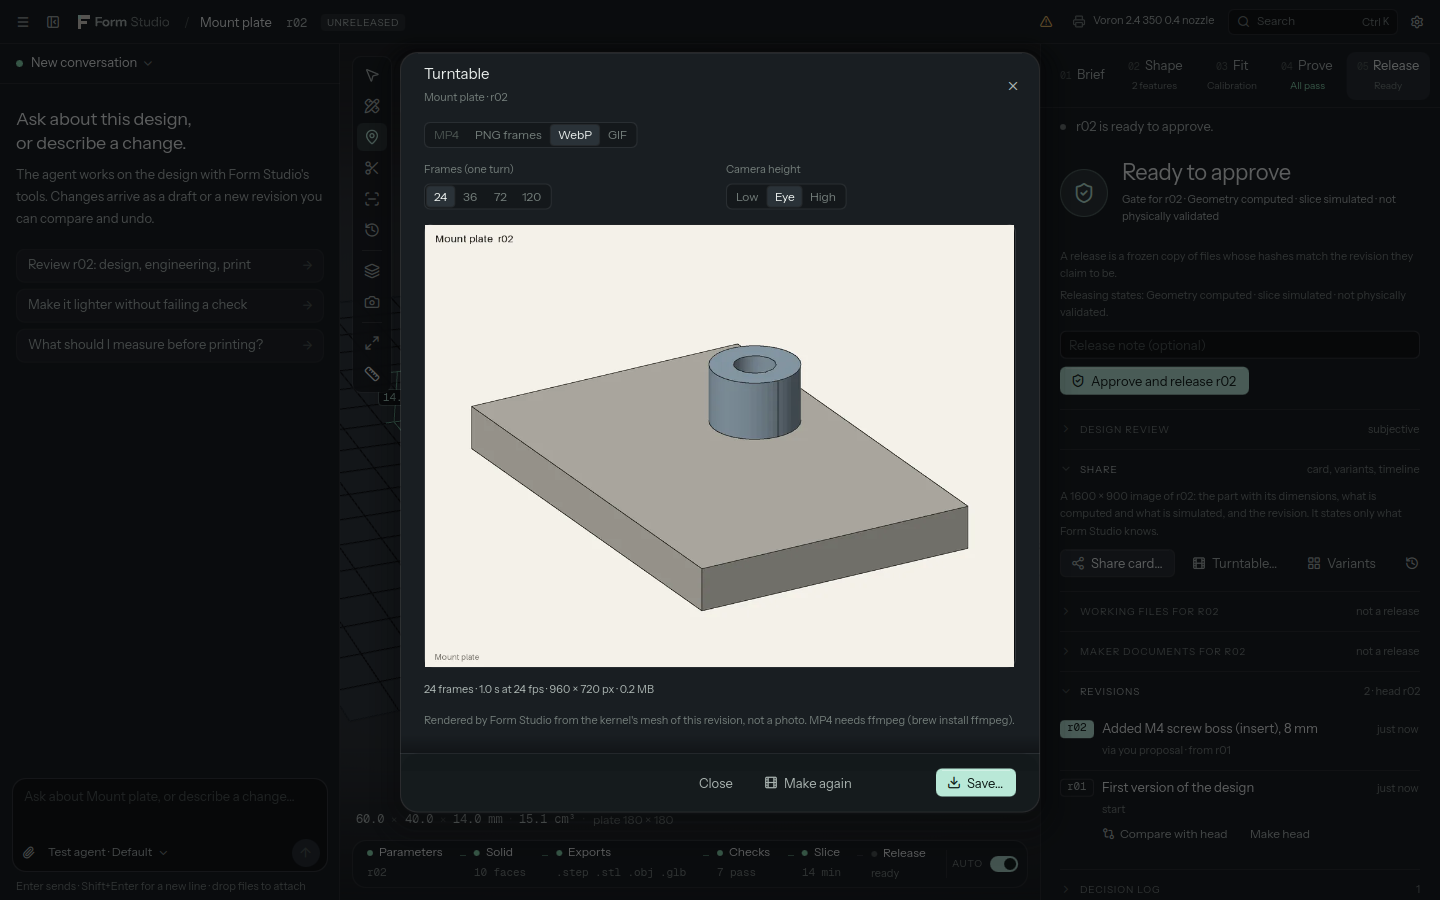 Form Studio / Mount plate r02 UNRELEASED
Voron 2.4 350 0.4 nozzle
Search Ctrl K
New conversation
Ask about this design,
or describe a change.
The agent works on the design with Form Studio's
tools. Changes arrive as a draft or a new revision you
can compare and undo.
Review r02: design, engineering, print
Make it lighter without failing a check
What should I measure before printing?
Ask about Mount plate, or describe a change...
Test agent · Default
Enter sends · Shift+Enter for a new line · drop files to attach
14.
Turntable
Mount plate · r02
MP4 PNG frames WebP GIF
Frames (one turn)
24 36 72 120
Camera height
Low Eye High
Mount plate r02
Mount plate
24 frames · 1.0 s at 24 fps · 960 × 720 px · 0.2 MB
Rendered by Form Studio from the kernel's mesh of this revision, not a photo. MP4 needs ffmpeg (brew install ffmpeg).
Close
Make again
Save...
60.0 × 40.0 × 14.0 mm 15.1 cm³ plate 180 × 180
Parameters
r02
Solid
10 faces
Exports
.step .stl .obj .glb
Checks
7 pass
Slice
14 min
Release
ready
AUTO
01 Brief
02 Shape
2 features
03 Fit
Calibration
04 Prove
All pass
05 Release
Ready
r02 is ready to approve.
Ready to approve
Gate for r02 · Geometry computed · slice simulated · not
physically validated
A release is a frozen copy of files whose hashes match the revision they
claim to be.
Releasing states: Geometry computed · slice simulated · not physically
validated.
Release note (optional)
Approve and release r02
DESIGN REVIEW subjective
SHARE card, variants, timeline
A 1600 × 900 image of r02: the part with its dimensions, what is
computed and what is simulated, and the revision. It states only what
Form Studio knows.
Share card...
Turntable...
Variants
WORKING FILES FOR R02 not a release
MAKER DOCUMENTS FOR R02 not a release
REVISIONS 2 · head r02
r02 Added M4 screw boss (insert), 8 mm just now
via you proposal · from r01
r01 First version of the design just now
start
Compare with head
Make head
DECISION LOG 1